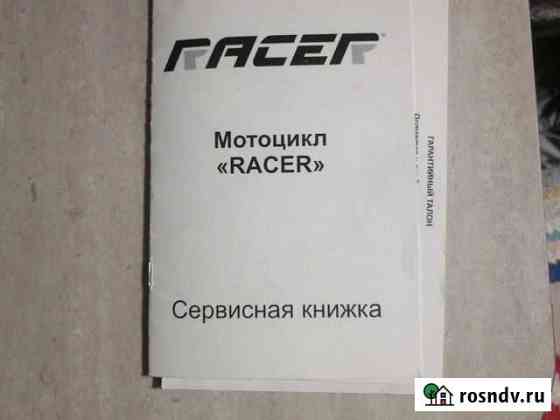 RACER
Мотоцикл
«RACER»
Сервисная книжка
ГАРАНТИЙНЫЙ ТАЛОН
rosndv.ru